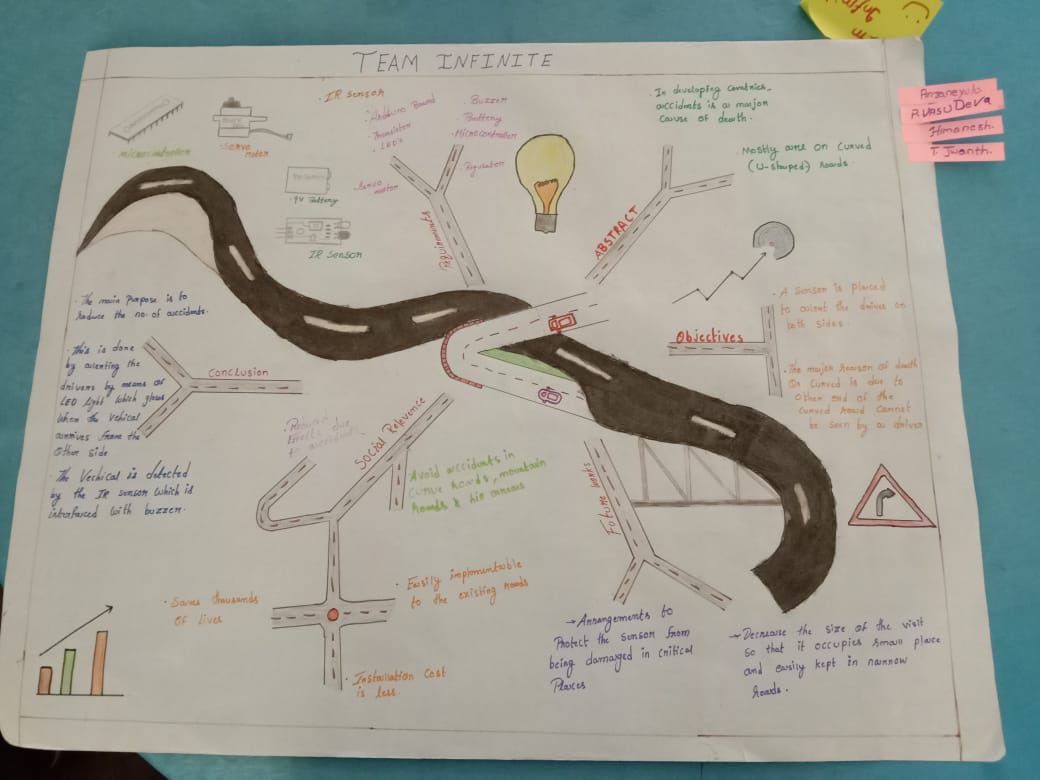 TEAM INFINITE
Anjaneyulu
P. VASU Deva
Himanesh.
T. Jwanth.
Microcontroller
Servo motor
9V Battery
IR Sensor
· IR sensor
· Arduino Board
· Transistor
· LED's
· Servo
motor
· Buzzer
· Battery
· Microcontroller
Regulator
Requirements
ABSTRACT
· In developing countries,
accidents is a major
cause of death.
· Mostly are on Curved
(U-shaped) Roads.
Objectives
· A Sensor is placed
to alert the driver on
both sides.
· The major reason of death
On curved is due to
Other end of the
curved road cannot
be seen by a driver
Conclusion
· The main Purpose is to
reduce the no. of accidents.
· This is done
by alerting the
drivers by means of
LED light which glows
When the vehical
arrives from the
Other side
· The Vechical is detected
by the IR sensor which is
interfaced with buzzer.
Social Relevence
· Reduces
Effects due
to accidents
· Avoid accidents in
curve roads, mountain
Roads &
· Saves thousands
Of lives
· Easily implementable
to the existing roads
· Installation Cost
is less.
Future works
→ Arrangements to
Protect the sensor from
being damaged in critical
Places
→ Decrease the size of the visit
So that it occupies small place
and easily kept in narrow
Roads.